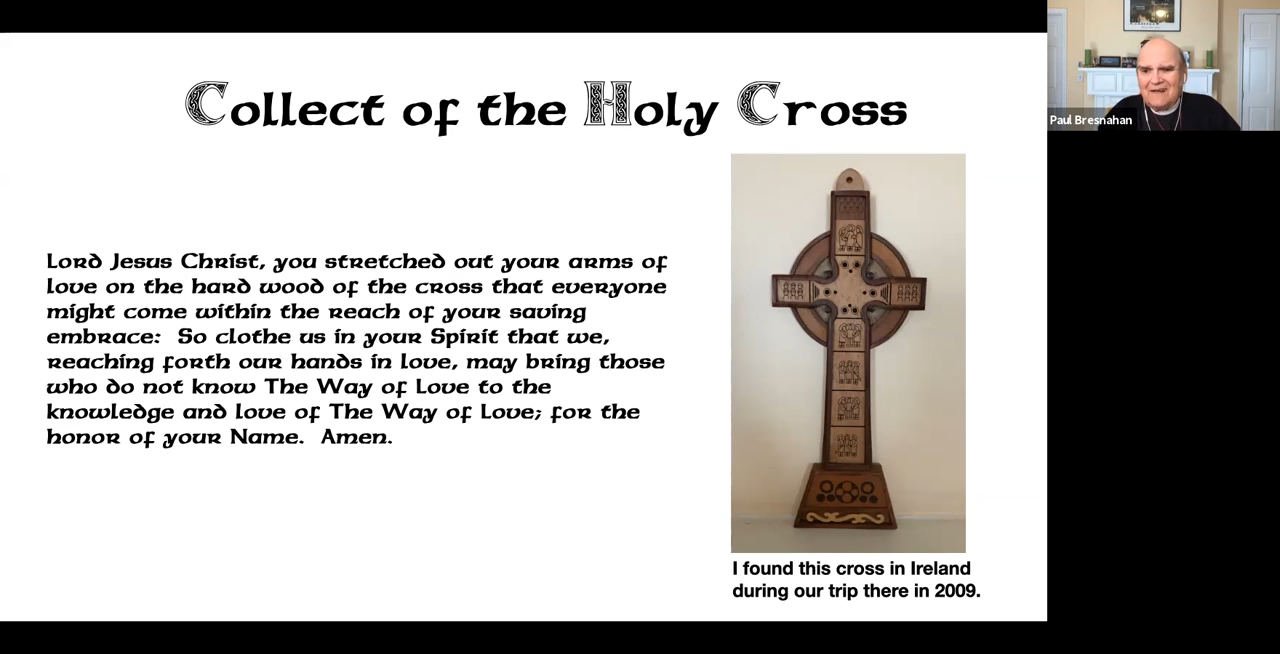 Collect of the Holy Cross
Paul Bresnahan
Lord Jesus Christ, you stretched out your arms of
love on the hard wood of the cross that everyone
might come within the reach of your saving
embrace:  So clothe us in your Spirit that we,
reaching forth our hands in love, may bring those
who do not know The Way of Love to the
knowledge and love of The Way of Love; for the
honor of your Name.  Amen.
I found this cross in Ireland
during our trip there in 2009.